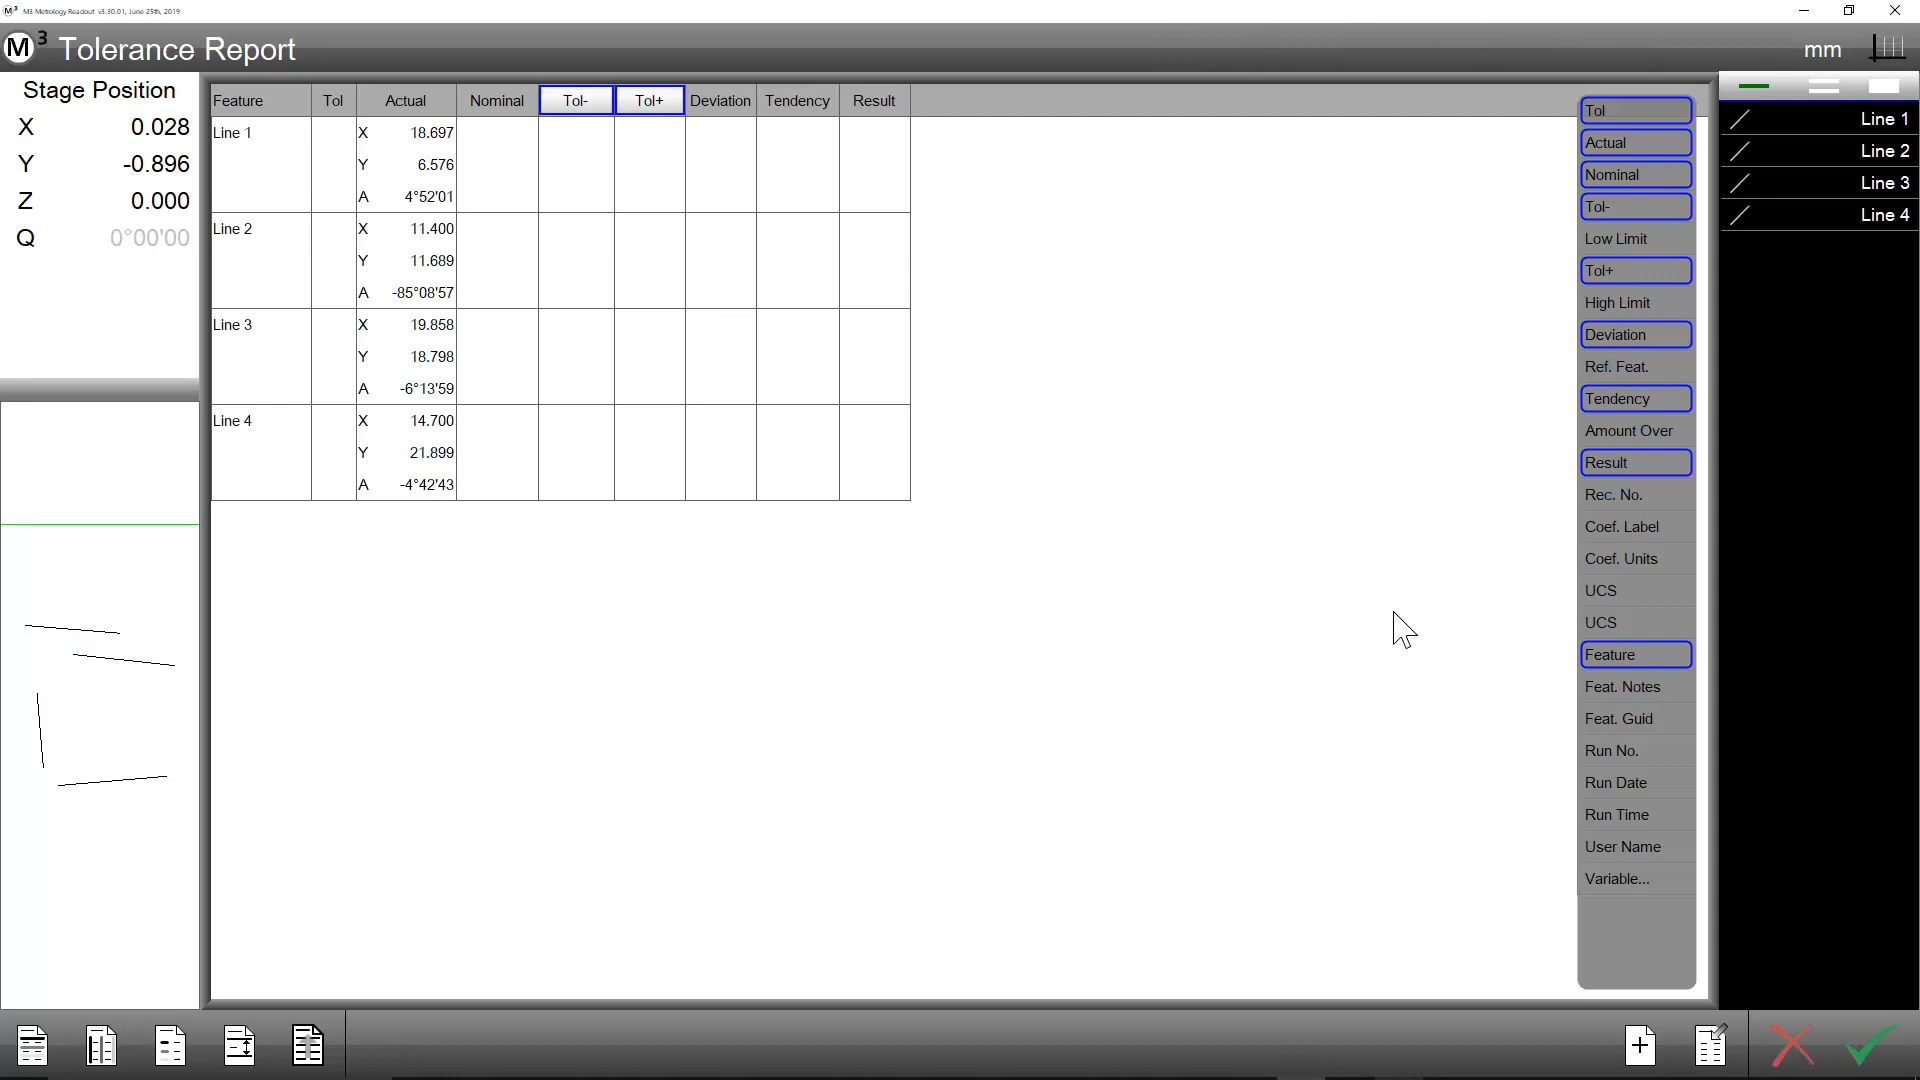 M3 Metrology Readout v3.30.01, June 25th, 2019
M3 Tolerance Report
mm
Stage Position
X 0.028
Y -0.896
Z 0.000
Q 0°00'00
Feature Tol Actual Nominal Tol- Tol+ Deviation Tendency Result
Line 1 X 18.697
Y 6.576
A 4°52'01
Line 2 X 11.400
Y 11.689
A -85°08'57
Line 3 X 19.858
Y 18.798
A -6°13'59
Line 4 X 14.700
Y 21.899
A -4°42'43
Tol
Actual
Nominal
Tol-
Low Limit
Tol+
High Limit
Deviation
Ref. Feat.
Tendency
Amount Over
Result
Rec. No.
Coef. Label
Coef. Units
UCS
UCS
Feature
Feat. Notes
Feat. Guid
Run No.
Run Date
Run Time
User Name
Variable...
Line 1
Line 2
Line 3
Line 4